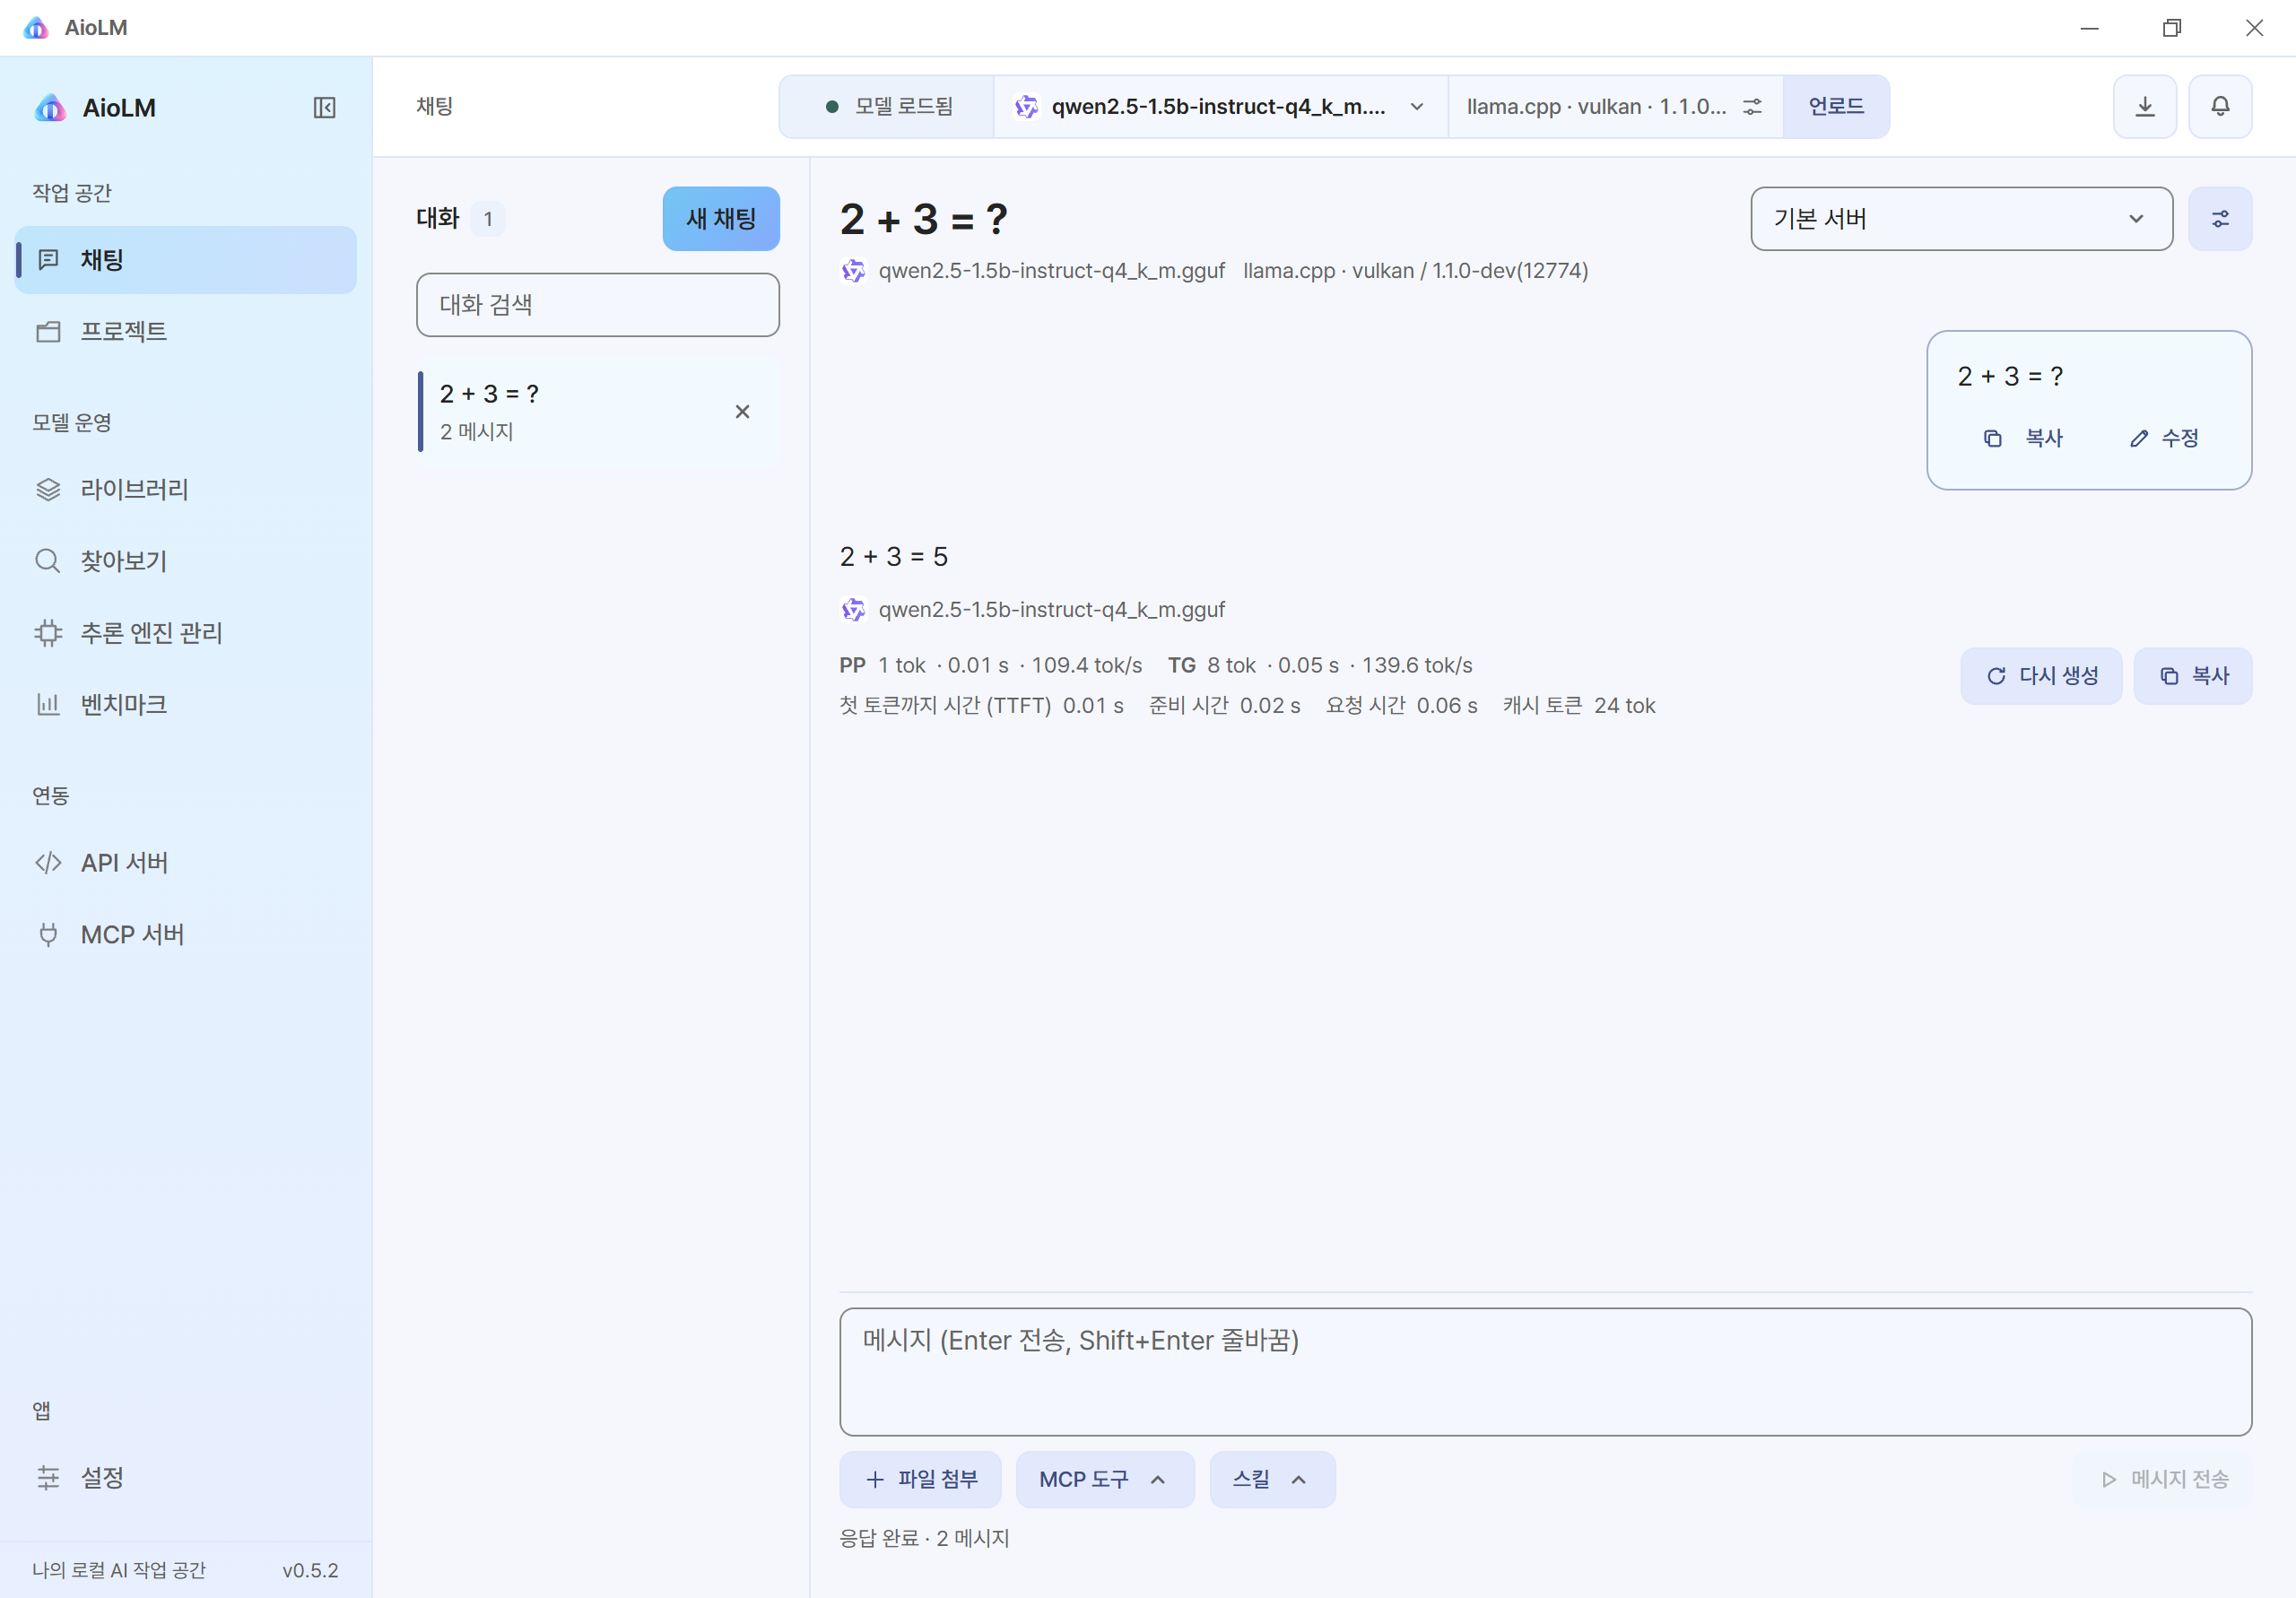 AioLM
AioLM
작업 공간
채팅
프로젝트
모델 운영
라이브러리
찾아보기
추론 엔진 관리
벤치마크
연동
API 서버
MCP 서버
앱
설정
나의 로컬 AI 작업 공간 v0.5.2
채팅
모델 로드됨 qwen2.5-1.5b-instruct-q4_k_m.... llama.cpp · vulkan · 1.1.0... 언로드
대화 1 새 채팅
대화 검색
2 + 3 = ?
2 메시지
2 + 3 = ? 기본 서버
qwen2.5-1.5b-instruct-q4_k_m.gguf llama.cpp · vulkan / 1.1.0-dev(12774)
2 + 3 = ?
복사 수정
2 + 3 = 5
qwen2.5-1.5b-instruct-q4_k_m.gguf
PP 1 tok · 0.01 s · 109.4 tok/s TG 8 tok · 0.05 s · 139.6 tok/s
첫 토큰까지 시간 (TTFT) 0.01 s 준비 시간 0.02 s 요청 시간 0.06 s 캐시 토큰 24 tok
다시 생성 복사
메시지 (Enter 전송, Shift+Enter 줄바꿈)
파일 첨부 MCP 도구 스킬 메시지 전송
응답 완료 · 2 메시지